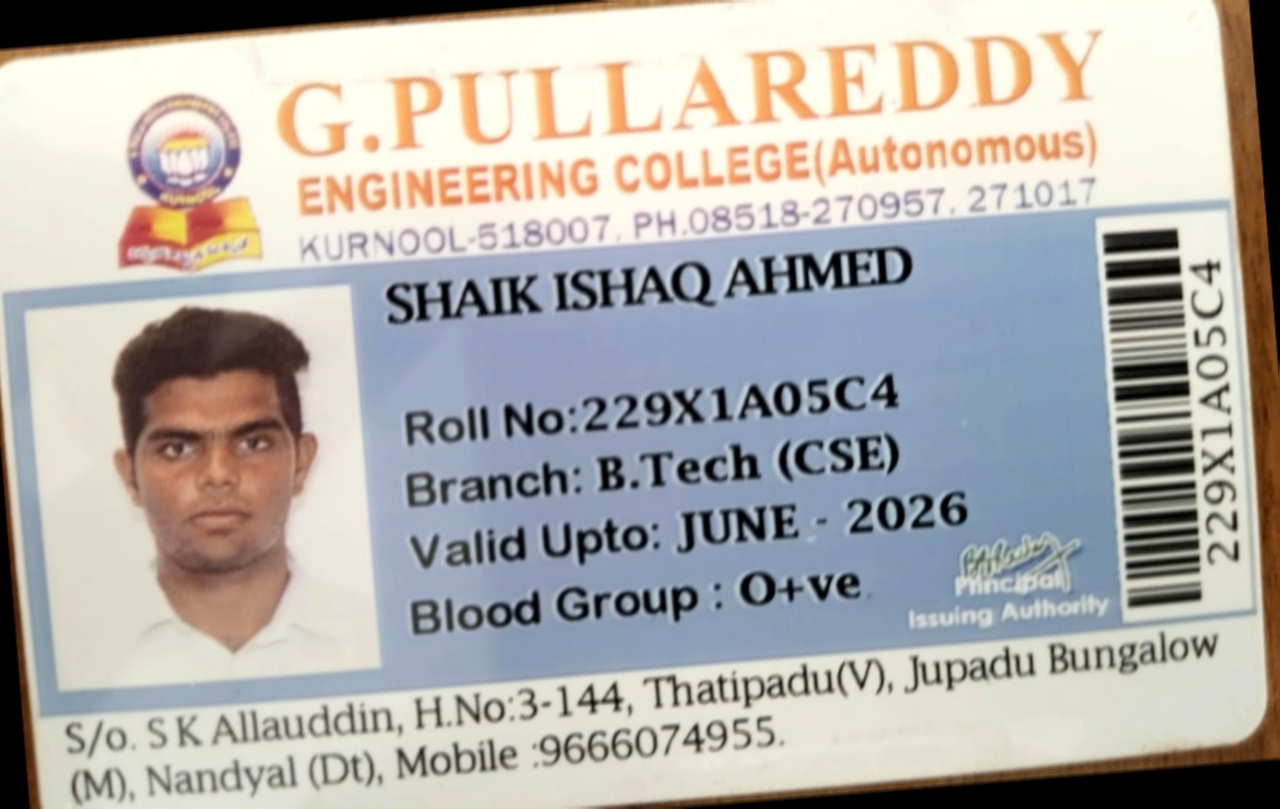 G.PULLAREDDY
ENGINEERING COLLEGE(Autonomous)
KURNOOL-518007. PH.08518-270957, 271017
SHAIK ISHAQ AHMED
Roll No:229X1A05C4
Branch: B.Tech (CSE)
Valid Upto: JUNE - 2026
Blood Group : O+ve
Principal
Issuing Authority
229X1A05C4
S/o. S K Allauddin, H.No:3-144, Thatipadu(V), Jupadu Bungalow
(M), Nandyal (Dt), Mobile :9666074955.